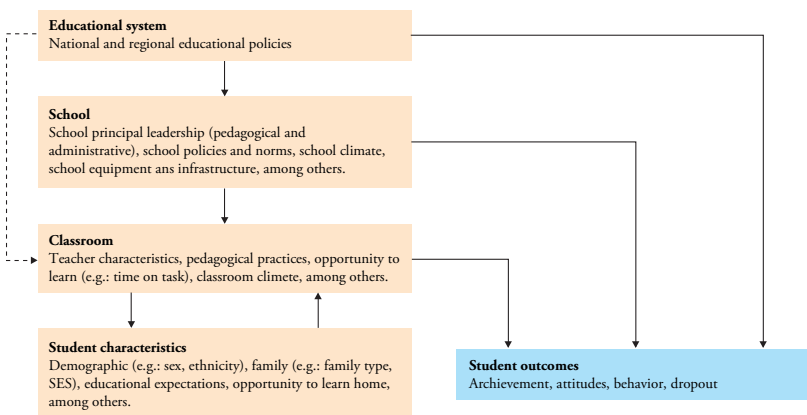 Educational system
National and regional educational policies
School
School principal leadership (pedagogical and
administrative), school policies and norms, school climate,
school equipment ans infrastructure, among others.
Classroom
Teacher characteristics, pedagogical practices, opportunity to
learn (e.g.: time on task), classroom climete, among others.
Student characteristics
Demographic (e.g.: sex, ethnicity), family (e.g.: family type,
SES), educational expectations, opportunity to learn home,
among others.
Student outcomes
Archievement, attitudes, behavior, dropout